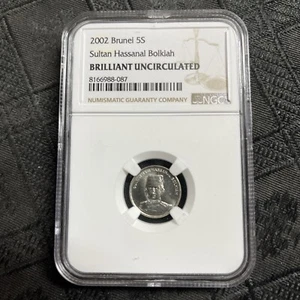 2002 Brunei 5S
Sultan Hassanal Bolkiah
BRILLIANT UNCIRCULATED
8166988-087
NUMISMATIC GUARANTY COMPANY
NGC